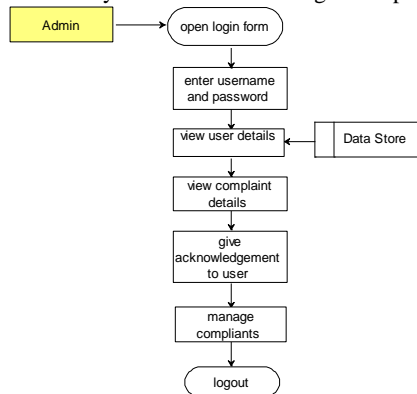 Admin
open login form
enter username
and password
view user details
Data Store
view complaint
details
give
acknowledgement
to user
manage
compliants
logout